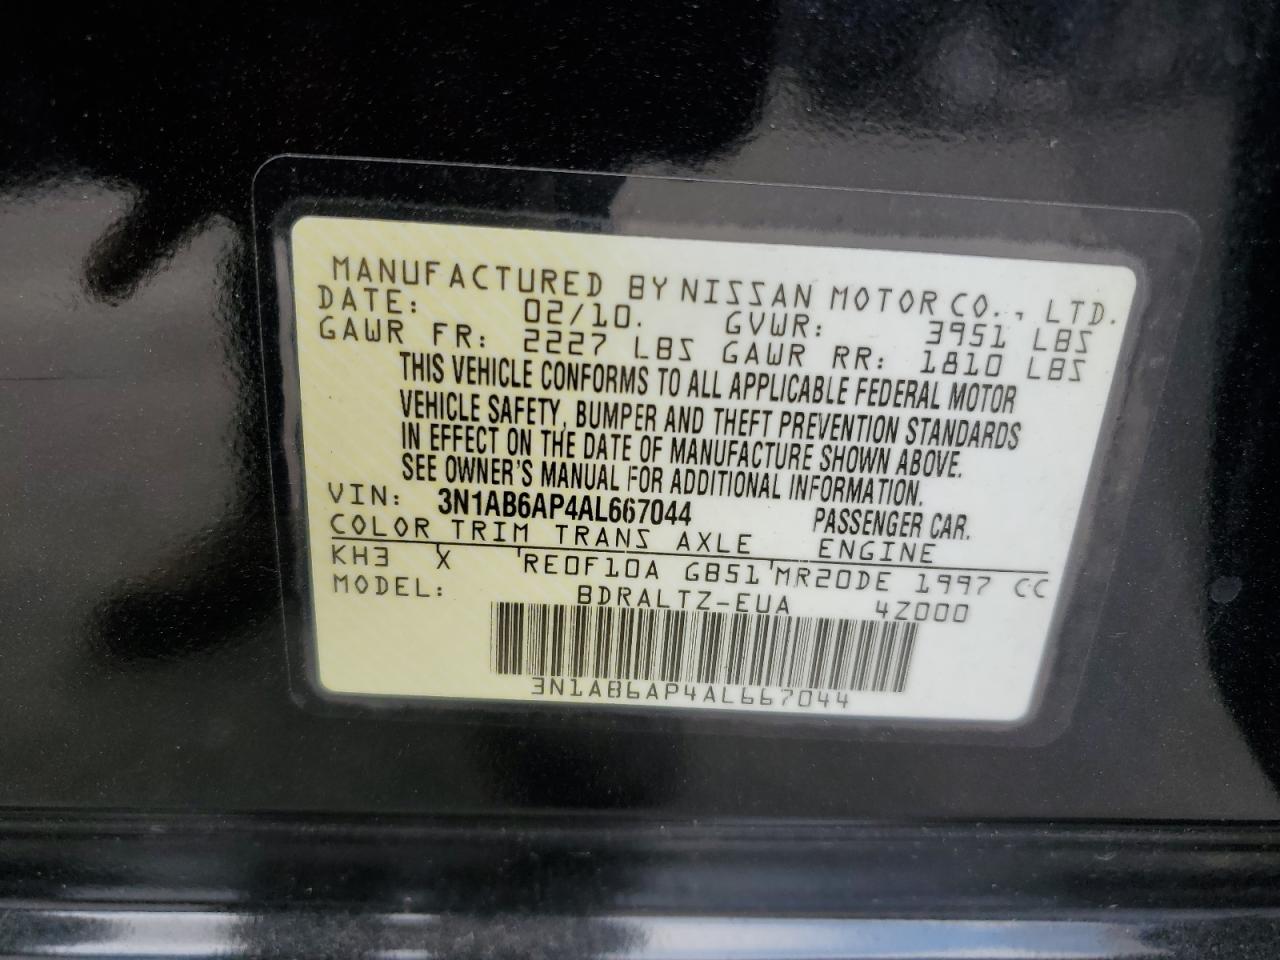 MANUFACTURED BY NISSAN MOTOR CO., LTD.
DATE: 02/10. GVWR: 3951 LBS
GAWR FR: 2227 LBS GAWR RR: 1810 LBS
THIS VEHICLE CONFORMS TO ALL APPLICABLE FEDERAL MOTOR
VEHICLE SAFETY, BUMPER AND THEFT PREVENTION STANDARDS
IN EFFECT ON THE DATE OF MANUFACTURE SHOWN ABOVE.
SEE OWNER'S MANUAL FOR ADDITIONAL INFORMATION.
VIN: 3N1AB6AP4AL667044 PASSENGER CAR.
COLOR TRIM TRANS AXLE ENGINE
KH3 X RE0F10A GB51 MR20DE 1997 CC
MODEL: BDRALTZ-EUA 4Z000
3N1AB6AP4AL667044